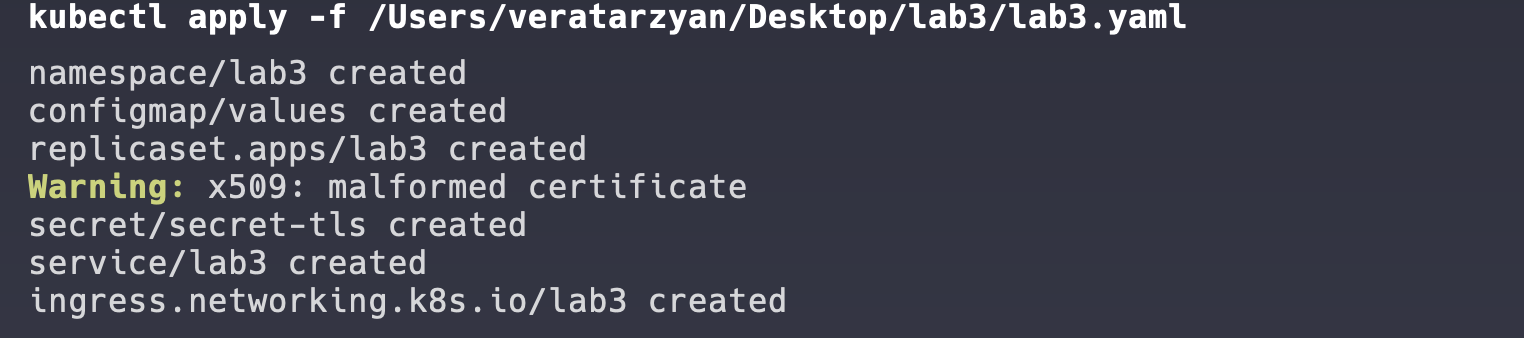 kubectl apply -f /Users/veratarzyan/Desktop/lab3/lab3.yaml
namespace/lab3 created
configmap/values created
replicaset.apps/lab3 created
Warning: x509: malformed certificate
secret/secret-tls created
service/lab3 created
ingress.networking.k8s.io/lab3 created